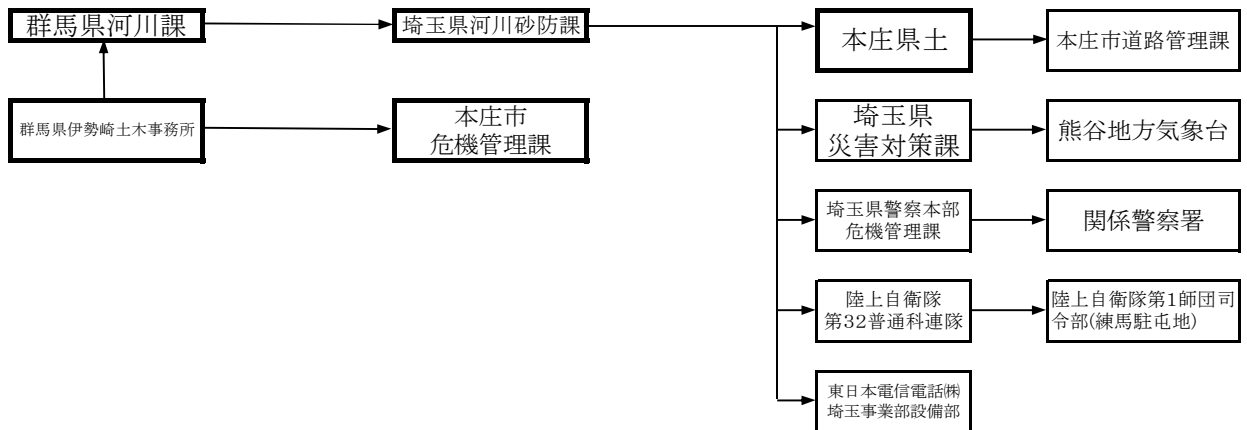 群馬県河川課
埼玉県河川砂防課
本庄県土
本庄市道路管理課
群馬県伊勢崎土木事務所
本庄市
危機管理課
埼玉県
災害対策課
熊谷地方気象台
埼玉県警察本部
危機管理課
関係警察署
陸上自衛隊
第32普通科連隊
陸上自衛隊第1師団司
令部(練馬駐屯地)
東日本電信電話㈱
埼玉事業部設備部